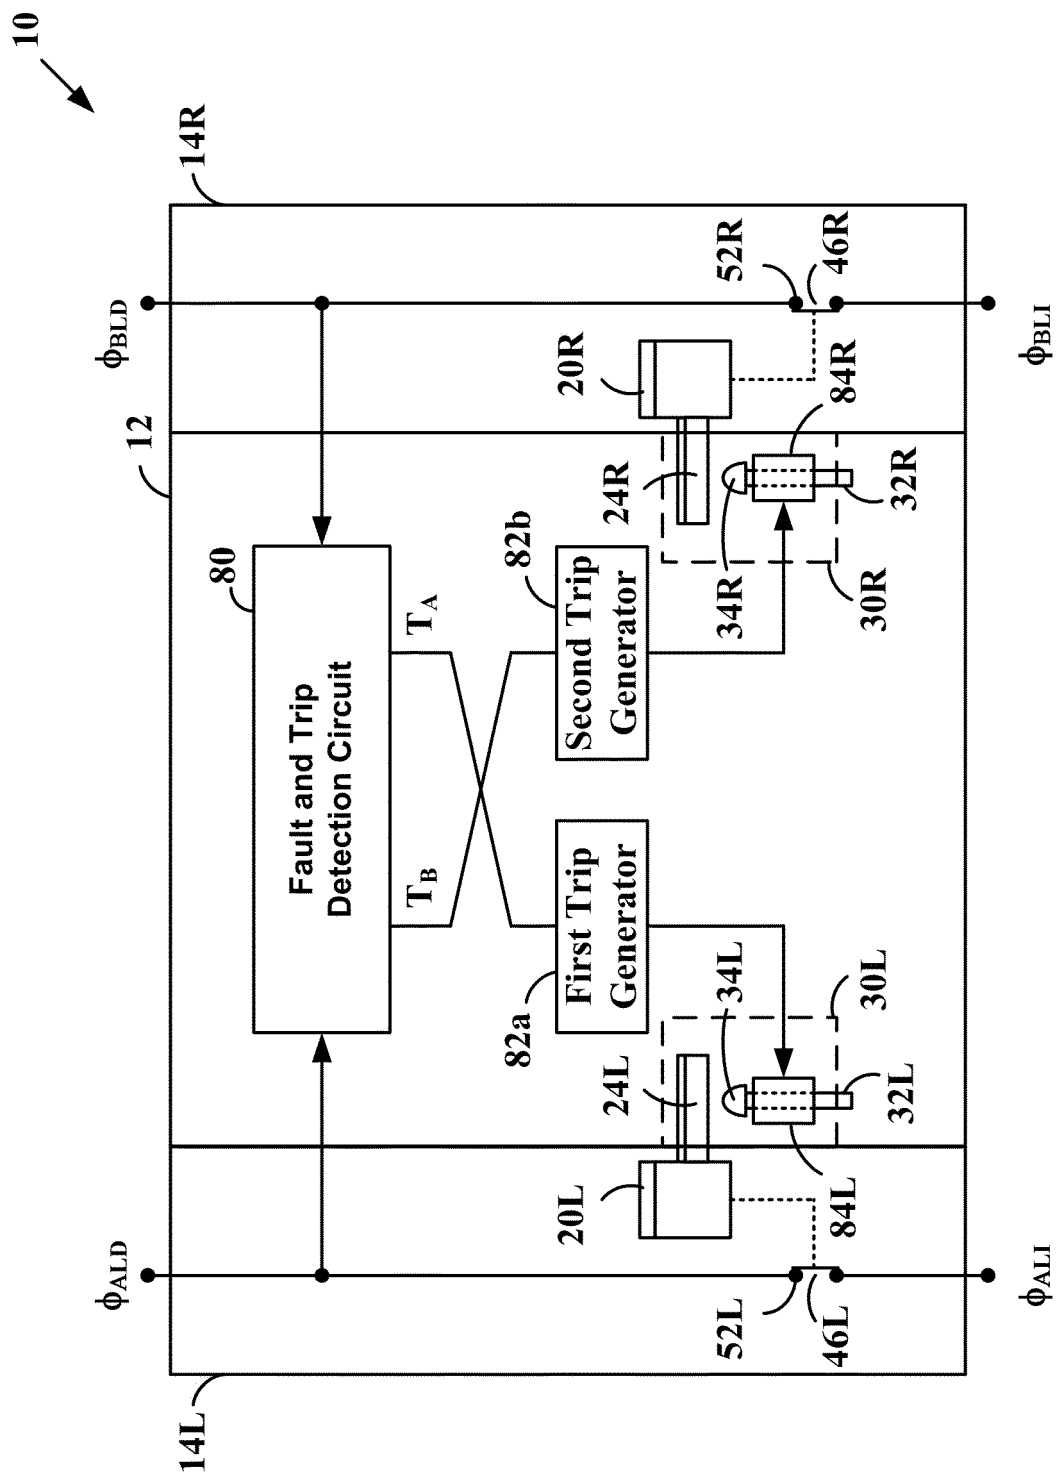 10
14L
12
14R
ϕALD
ϕBLD
80
Fault and Trip
Detection Circuit
TB
TA
82a
First Trip
Generator
82b
Second Trip
Generator
20L
24L
34L
24R
20R
34R
52L
46L
84L
32L
30L
30R
32R
84R
52R
46R
ϕALI
ϕBLI